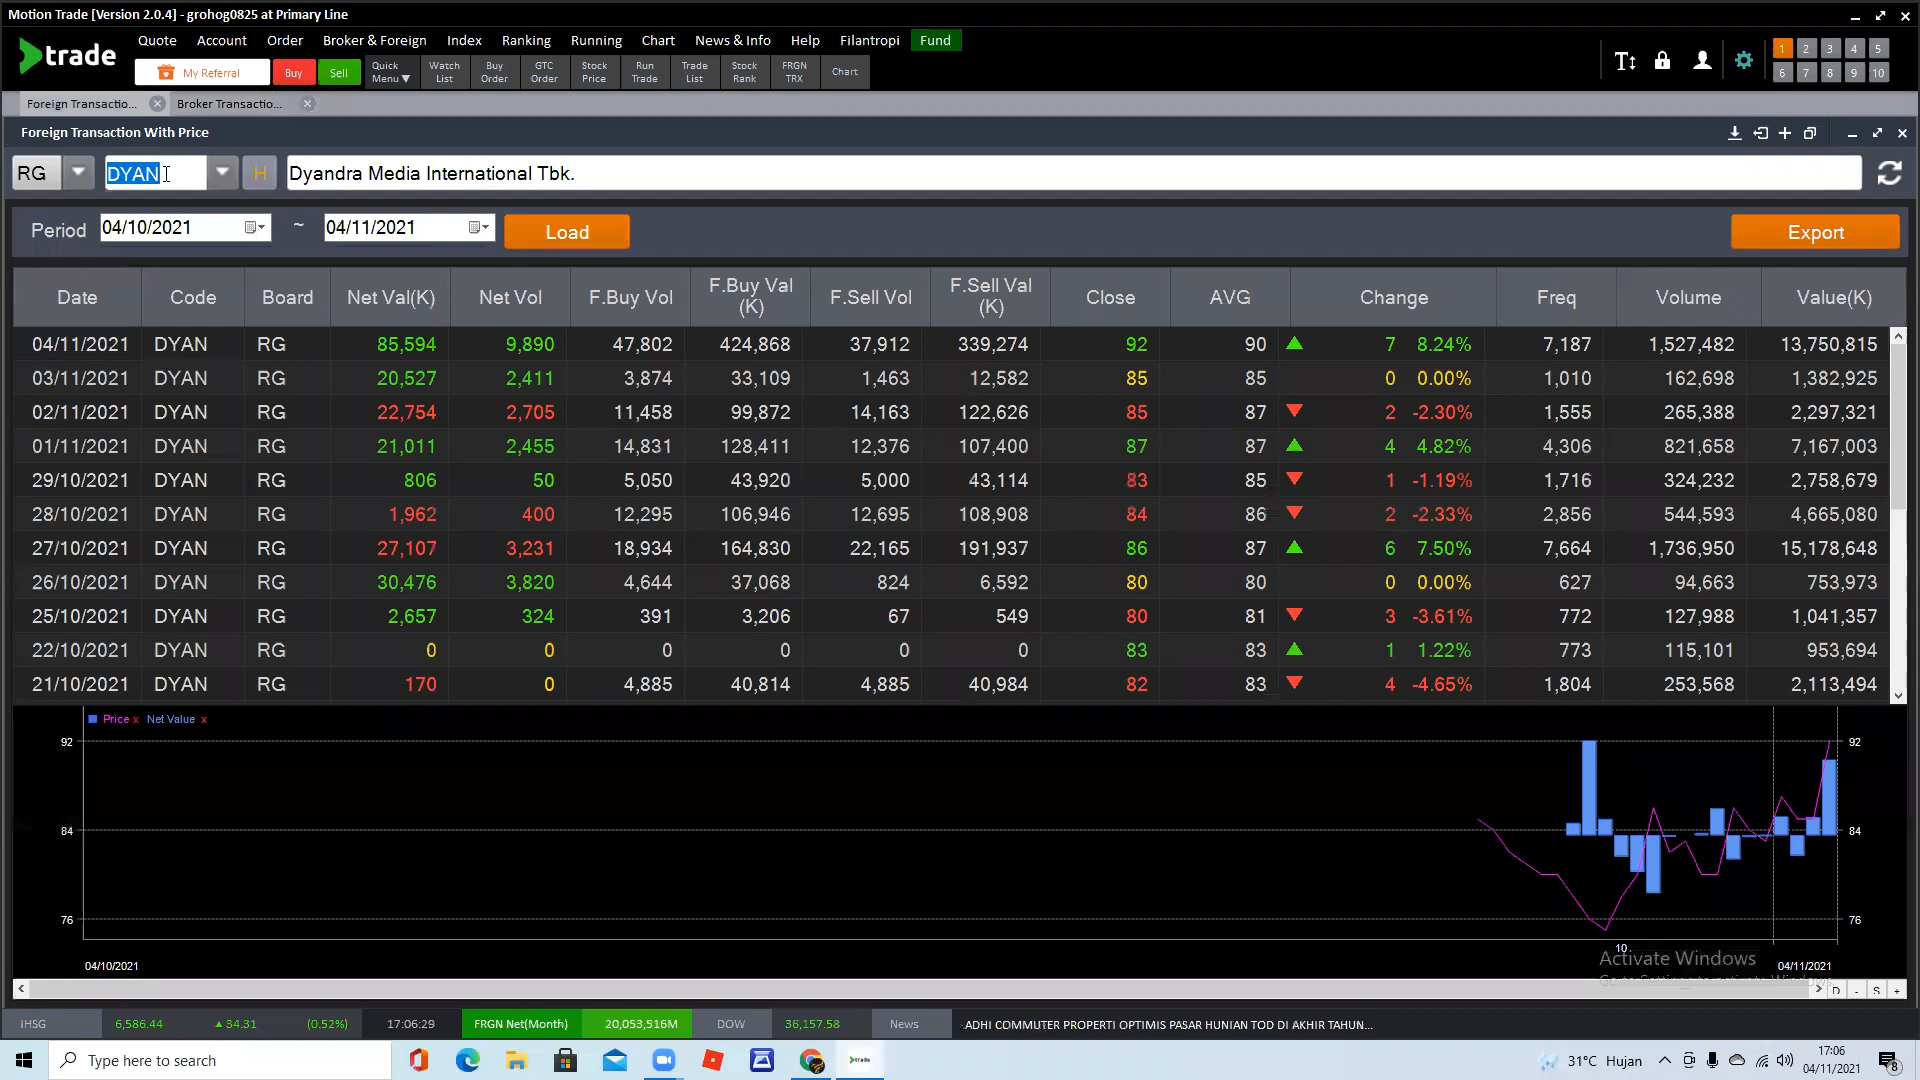 Motion Trade [Version 2.0.4] - grohog0825 at Primary Line
trade
Quote Account Order Broker & Foreign Index Ranking Running Chart News & Info Help Filantropi Fund
My Referral Buy Sell Quick Menu ▼ Watch List Buy Order GTC Order Stock Price Run Trade Trade List Stock Rank FRGN TRX Chart
1 2 3 4 5
6 7 8 9 10
Foreign Transactio... Broker Transactio...
Foreign Transaction With Price
RG DYAN H Dyandra Media International Tbk.
Period 04/10/2021 ~ 04/11/2021 Load Export
Date Code Board Net Val(K) Net Vol F.Buy Vol F.Buy Val (K) F.Sell Vol F.Sell Val (K) Close AVG Change Freq Volume Value(K)
04/11/2021 DYAN RG 85,594 9,890 47,802 424,868 37,912 339,274 92 90 ▲ 7 8.24% 7,187 1,527,482 13,750,815
03/11/2021 DYAN RG 20,527 2,411 3,874 33,109 1,463 12,582 85 85 0 0.00% 1,010 162,698 1,382,925
02/11/2021 DYAN RG 22,754 2,705 11,458 99,872 14,163 122,626 85 87 ▼ 2 -2.30% 1,555 265,388 2,297,321
01/11/2021 DYAN RG 21,011 2,455 14,831 128,411 12,376 107,400 87 87 ▲ 4 4.82% 4,306 821,658 7,167,003
29/10/2021 DYAN RG 806 50 5,050 43,920 5,000 43,114 83 85 ▼ 1 -1.19% 1,716 324,232 2,758,679
28/10/2021 DYAN RG 1,962 400 12,295 106,946 12,695 108,908 84 86 ▼ 2 -2.33% 2,856 544,593 4,665,080
27/10/2021 DYAN RG 27,107 3,231 18,934 164,830 22,165 191,937 86 87 ▲ 6 7.50% 7,664 1,736,950 15,178,648
26/10/2021 DYAN RG 30,476 3,820 4,644 37,068 824 6,592 80 80 0 0.00% 627 94,663 753,973
25/10/2021 DYAN RG 2,657 324 391 3,206 67 549 80 81 ▼ 3 -3.61% 772 127,988 1,041,357
22/10/2021 DYAN RG 0 0 0 0 0 0 83 83 ▲ 1 1.22% 773 115,101 953,694
21/10/2021 DYAN RG 170 0 4,885 40,814 4,885 40,984 82 83 ▼ 4 -4.65% 1,804 253,568 2,113,494
Price x Net Value x
92 92
84 84
76 76
10
Activate Windows
04/10/2021 04/11/2021
D - S +
IHSG 6,586.44 ▲ 34.31 (0.52%) 17:06:29 FRGN Net(Month) 20,053,516M DOW 36,157.58 News .ADHI COMMUTER PROPERTI OPTIMIS PASAR HUNIAN TOD DI AKHIR TAHUN...
Type here to search trade 31°C Hujan 17:06
04/11/2021 8